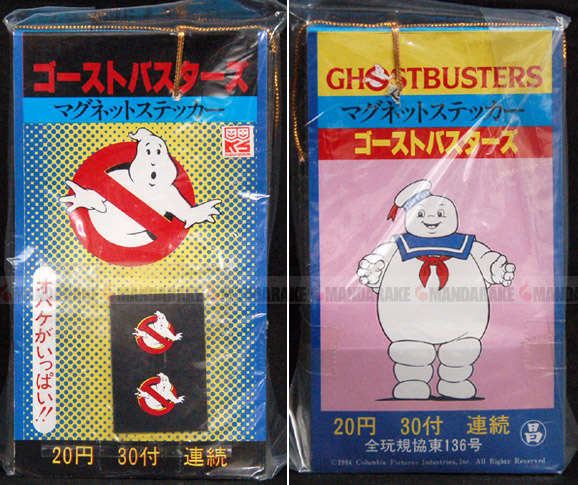 ゴーストバスターズ
マグネットステッカー
オバケがいっぱい!!
20円 30付 連続
GHOSTBUSTERS
マグネットステッカー
ゴーストバスターズ
20円 30付 連続 昌
全玩規協東136号
©1984 Columbia Pictures Industries, Inc. All Rights Reserved
MANDARAKE MANDARAKE MANDARAKE MANDARAKE